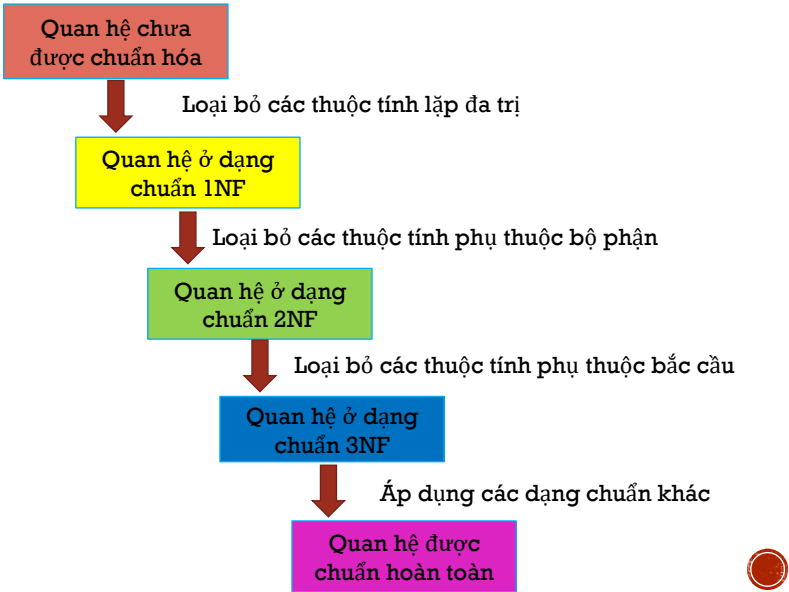 Quan hệ chưa
được chuẩn hóa
Loại bỏ các thuộc tính lặp đa trị
Quan hệ ở dạng
chuẩn 1NF
Loại bỏ các thuộc tính phụ thuộc bộ phận
Quan hệ ở dạng
chuẩn 2NF
Loại bỏ các thuộc tính phụ thuộc bắc cầu
Quan hệ ở dạng
chuẩn 3NF
Áp dụng các dạng chuẩn khác
Quan hệ được
chuẩn hoàn toàn